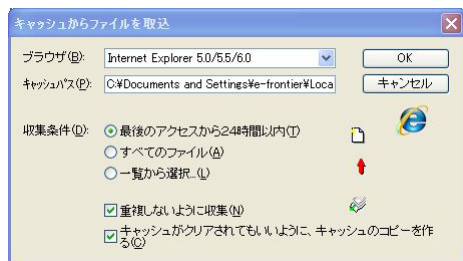 キャッシュからファイルを取込
ブラウザ(B): Internet Explorer 5.0/5.5/6.0 OK
キャッシュパス(P): C:¥Documents and Settings¥e-frontier¥Loca キャンセル
収集条件(D): 最後のアクセスから24時間以内(T)
すべてのファイル(A)
一覧から選択...(L)
重複しないように収集(N)
キャッシュがクリアされてもいいように、キャッシュのコピーを作
る(C)